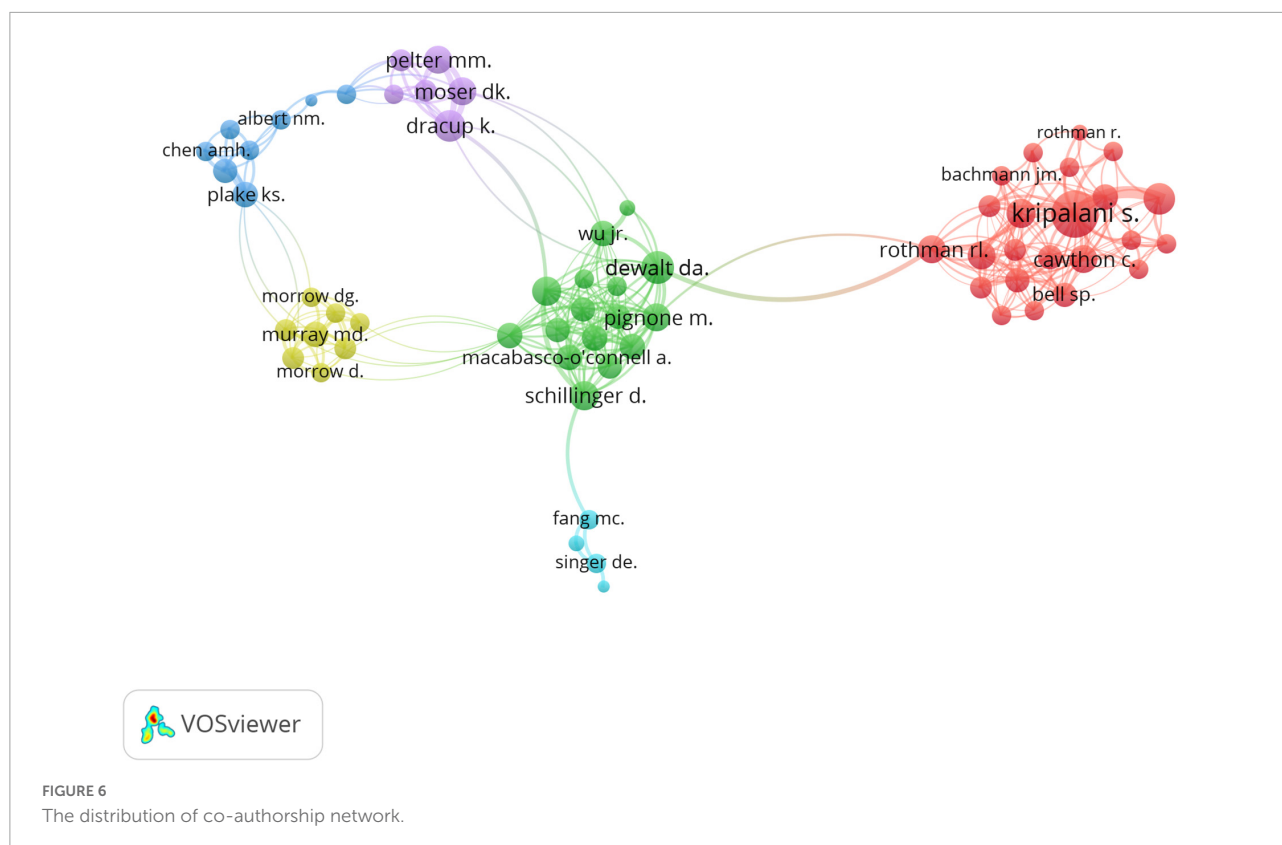 pelter mm.
moser dk.
dracup k.
albert nm.
chen amh.
plake ks.
rothman r.
bachmann jm.
kripalani s.
rothman rl.
cawthon c.
bell sp.
wu jr.
dewalt da.
pignone m.
macabasco-o'connell a.
schillinger d.
morrow dg.
murray md.
morrow d.
fang mc.
singer de.
VOSviewer
FIGURE 6
The distribution of co-authorship network.